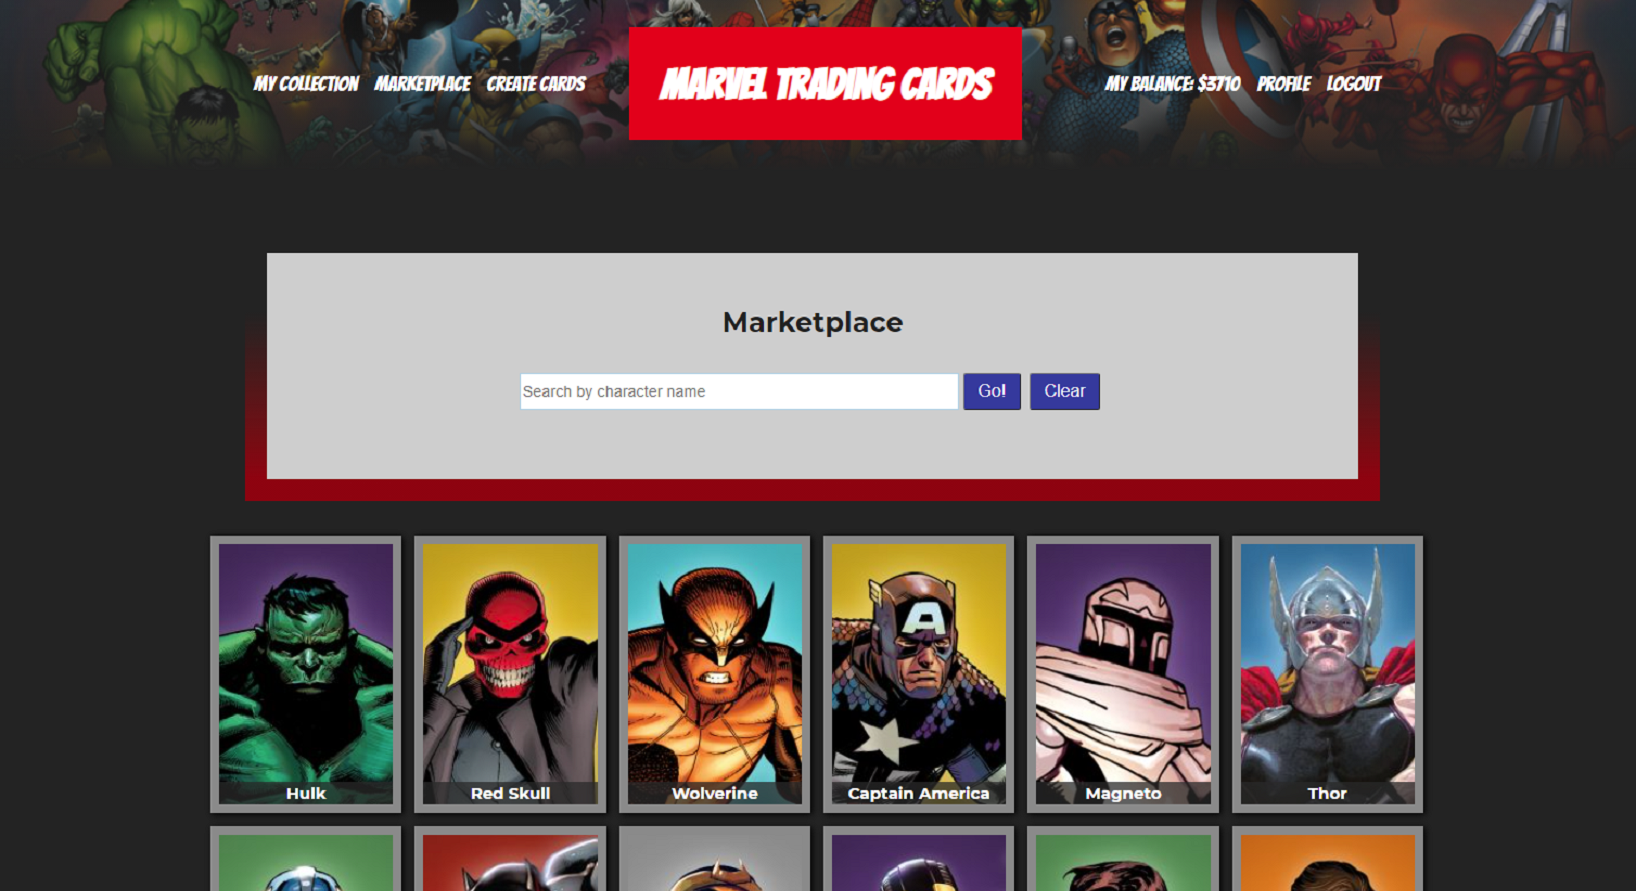 MY COLLECTION MARKETPLACE CREATE CARDS
MARVEL TRADING CARDS
MY BALANCE: $3710 PROFILE LOGOUT
Marketplace
Search by character name Go! Clear
Hulk
Red Skull
Wolverine
Captain America
Magneto
Thor